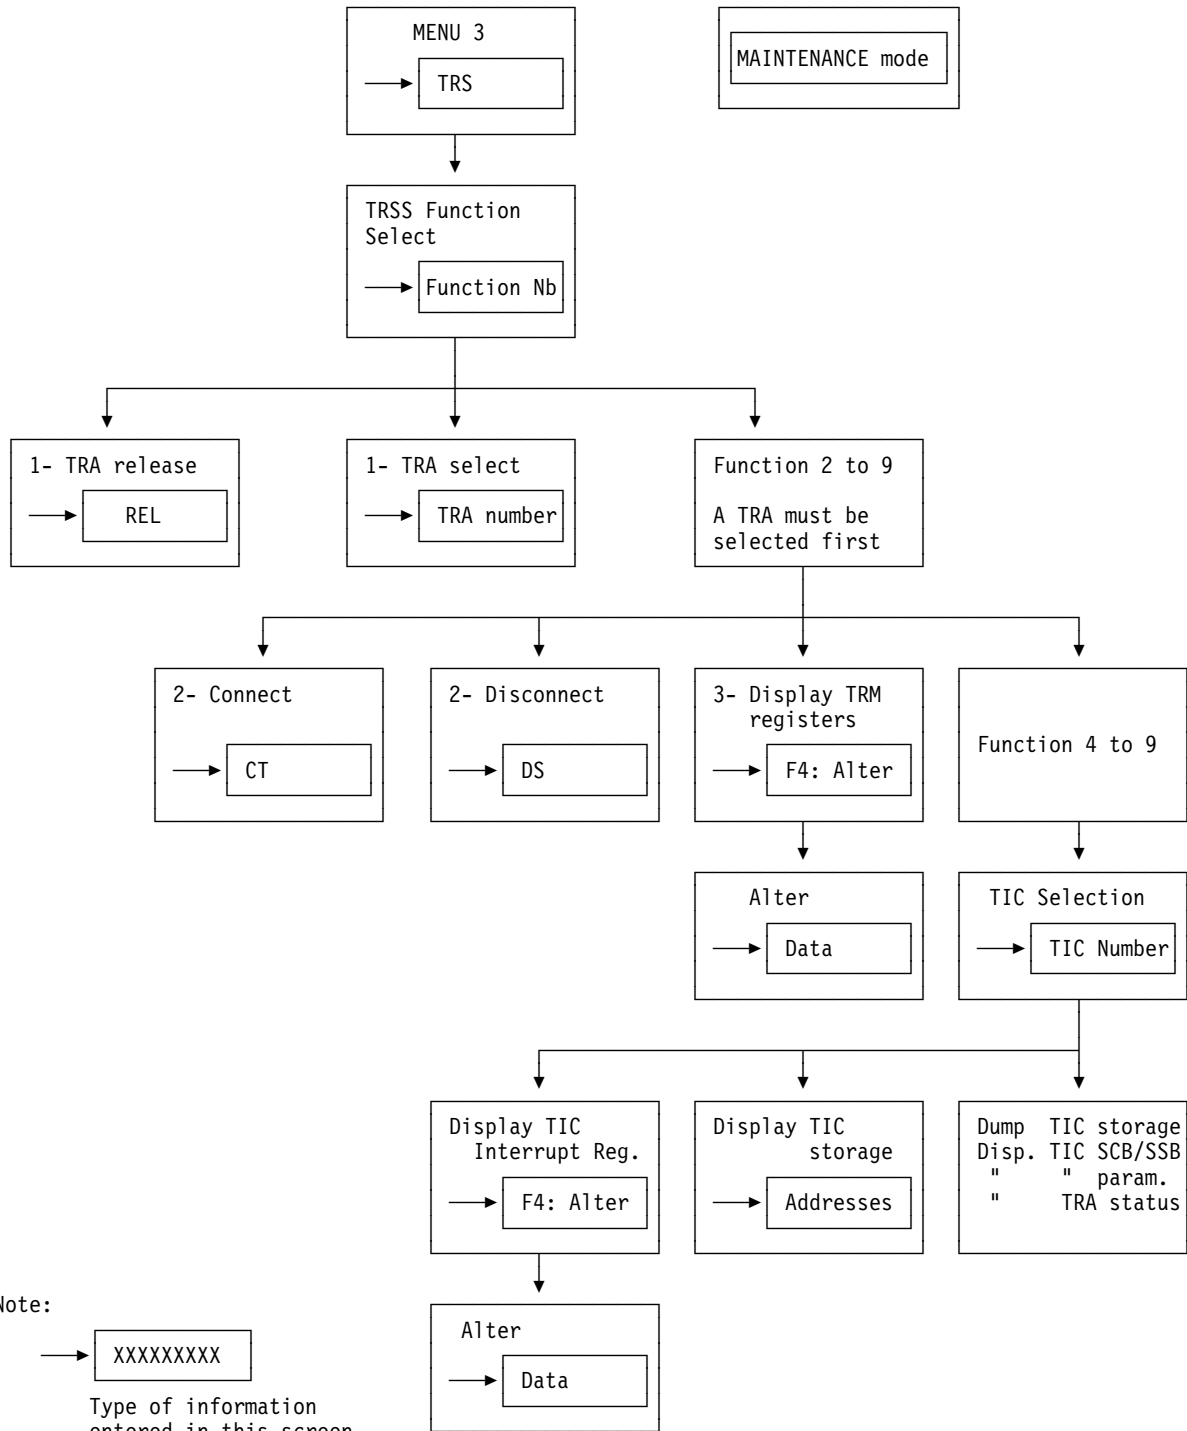 MENU 3
TRS
MAINTENANCE mode
TRSS Function
Select
Function Nb
1- TRA release
REL
1- TRA select
TRA number
Function 2 to 9
A TRA must be
selected first
2- Connect
CT
2- Disconnect
DS
3- Display TRM
registers
F4: Alter
Function 4 to 9
Alter
Data
TIC Selection
TIC Number
Display TIC
Interrupt Reg.
F4: Alter
Display TIC
storage
Addresses
Dump TIC storage
Disp. TIC SCB/SSB
" " param.
" TRA status
Alter
Data
Note:
XXXXXXXXX
Type of information
entered in this screen